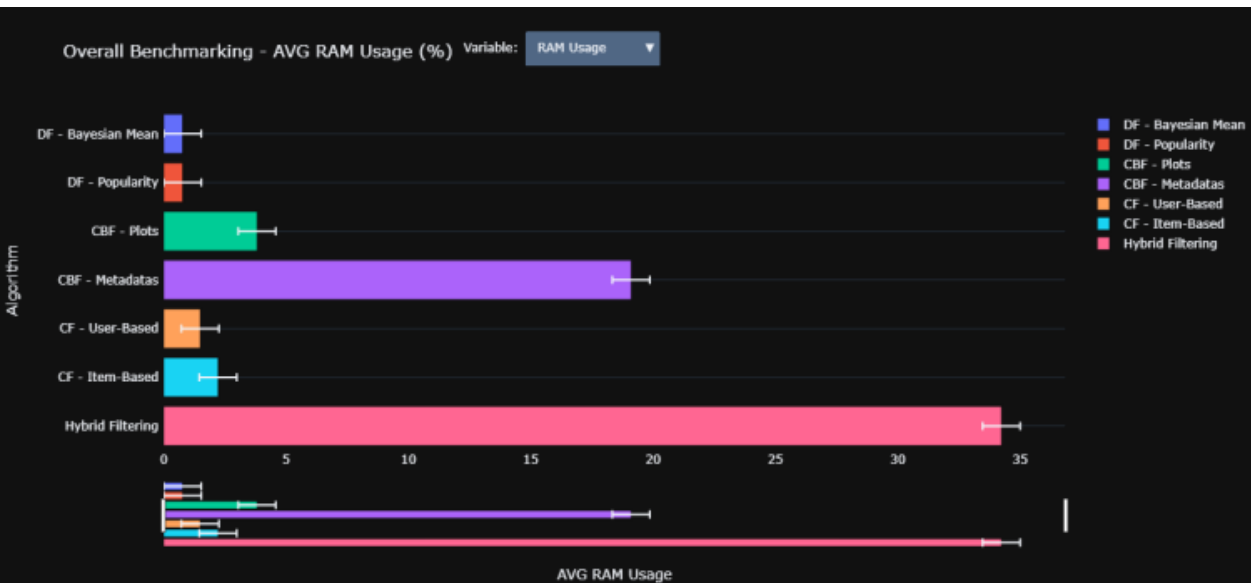 Overall Benchmarking - AVG RAM Usage (%) Variable: RAM Usage ▼
DF - Bayesian Mean
DF - Popularity
CBF - Plots
CBF - Metadatas
CF - User-Based
CF - Item-Based
Hybrid Filtering
Algorithm
0 5 10 15 20 25 30 35
AVG RAM Usage
DF - Bayesian Mean
DF - Popularity
CBF - Plots
CBF - Metadatas
CF - User-Based
CF - Item-Based
Hybrid Filtering